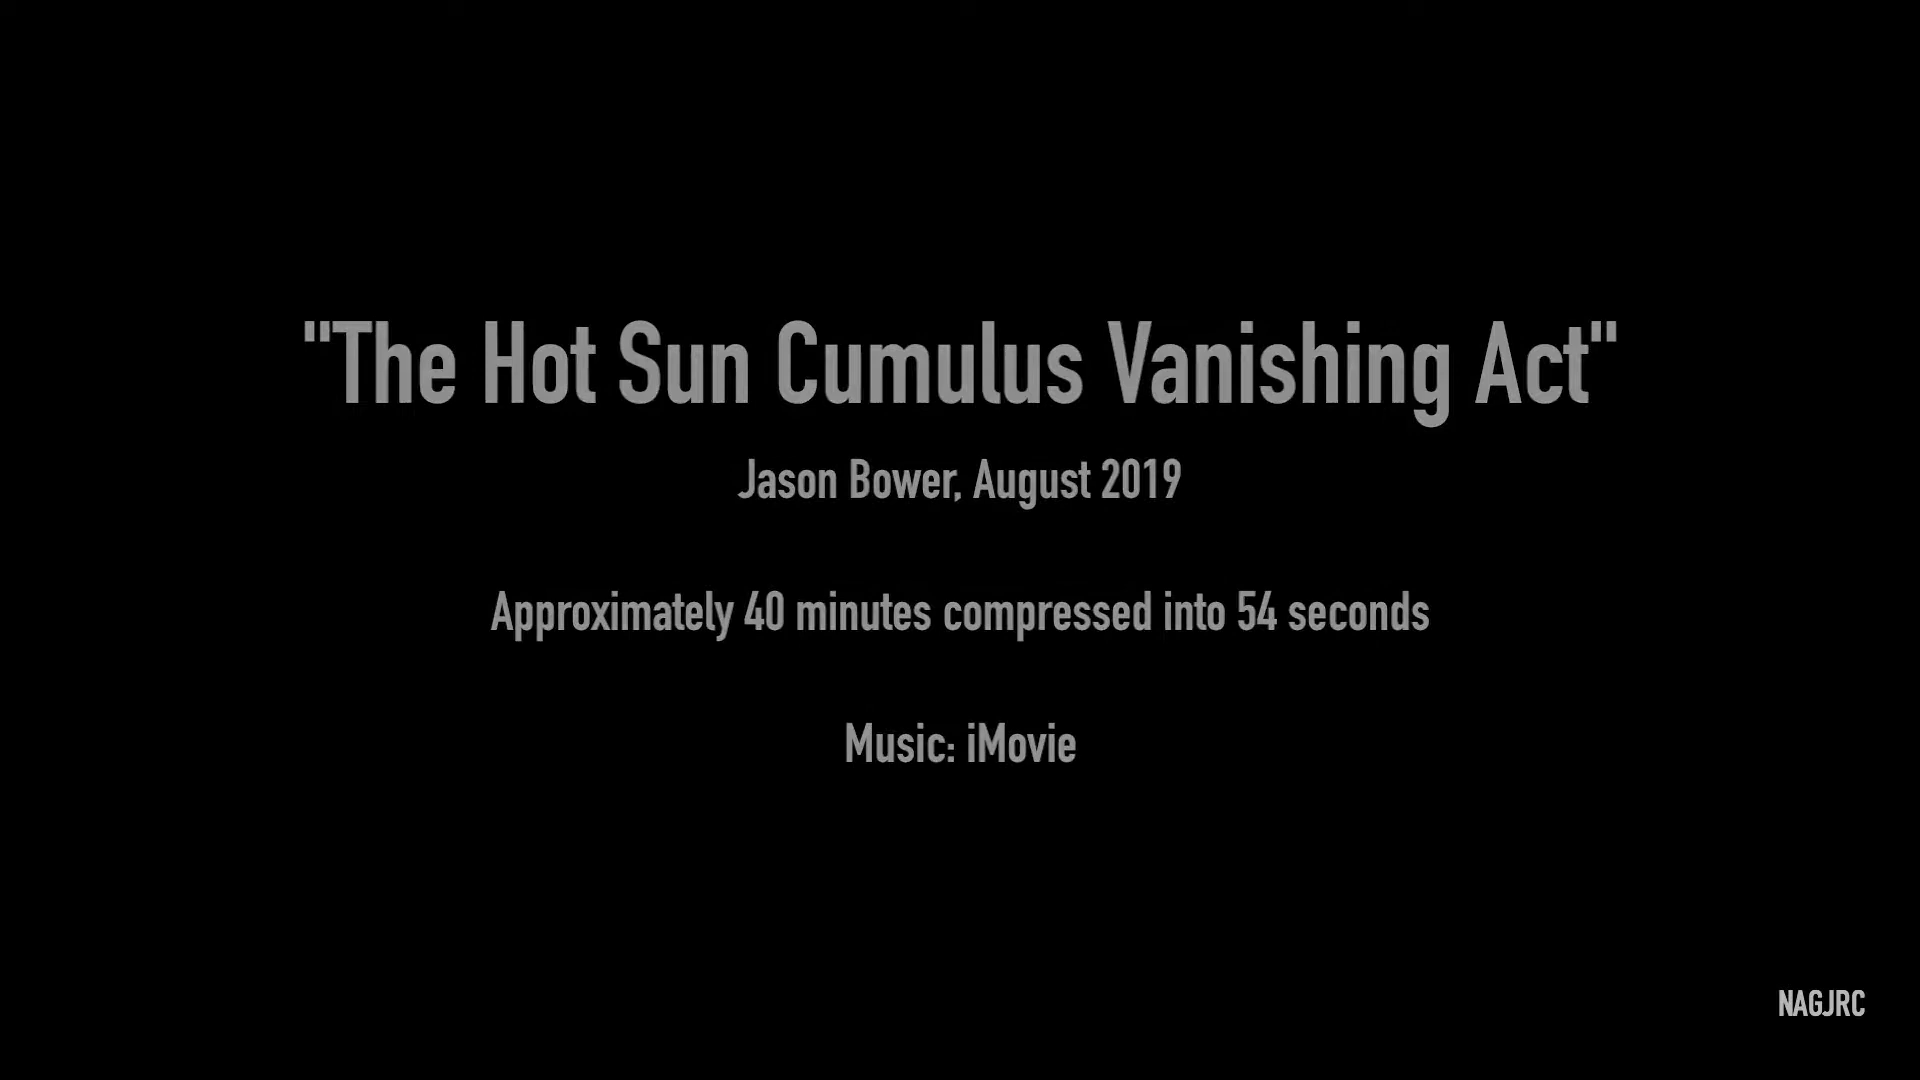 "The Hot Sun Cumulus Vanishing Act"
Jason Bower, August 2019
Approximately 40 minutes compressed into 54 seconds
Music: iMovie
NAGJRC